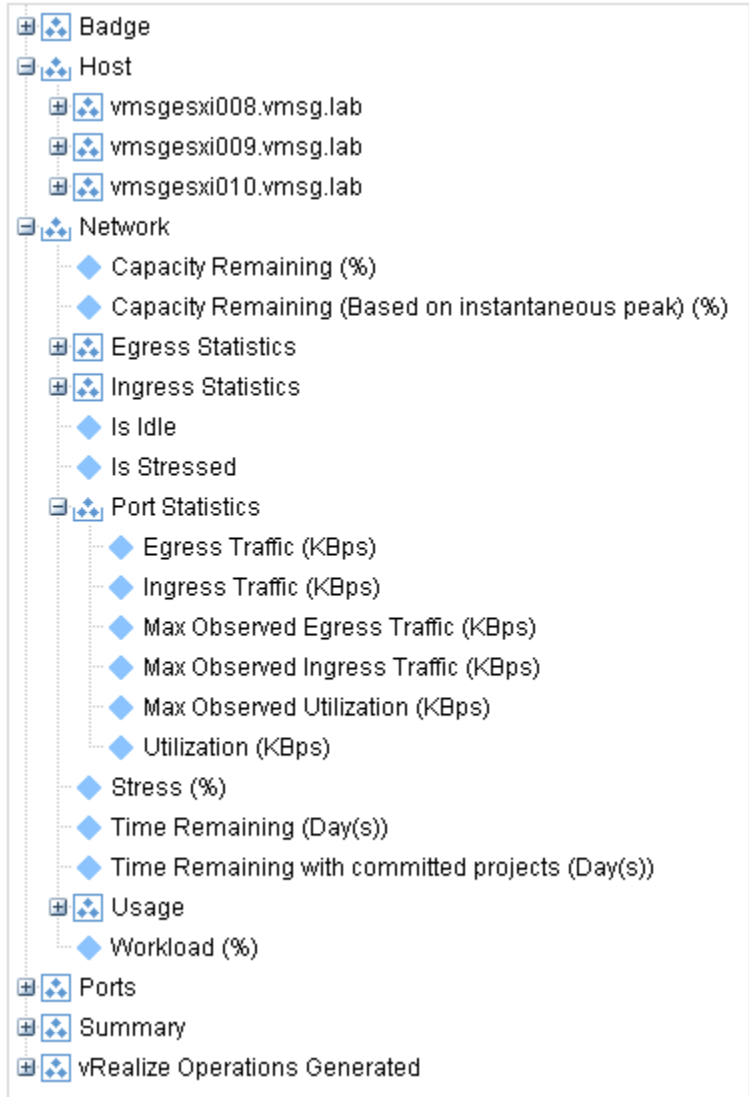 Badge
Host
vmsgesxi008.vmsg.lab
vmsgesxi009.vmsg.lab
vmsgesxi010.vmsg.lab
Network
Capacity Remaining (%)
Capacity Remaining (Based on instantaneous peak) (%)
Egress Statistics
Ingress Statistics
Is Idle
Is Stressed
Port Statistics
Egress Traffic (KBps)
Ingress Traffic (KBps)
Max Observed Egress Traffic (KBps)
Max Observed Ingress Traffic (KBps)
Max Observed Utilization (KBps)
Utilization (KBps)
Stress (%)
Time Remaining (Day(s))
Time Remaining with committed projects (Day(s))
Usage
Workload (%)
Ports
Summary
vRealize Operations Generated